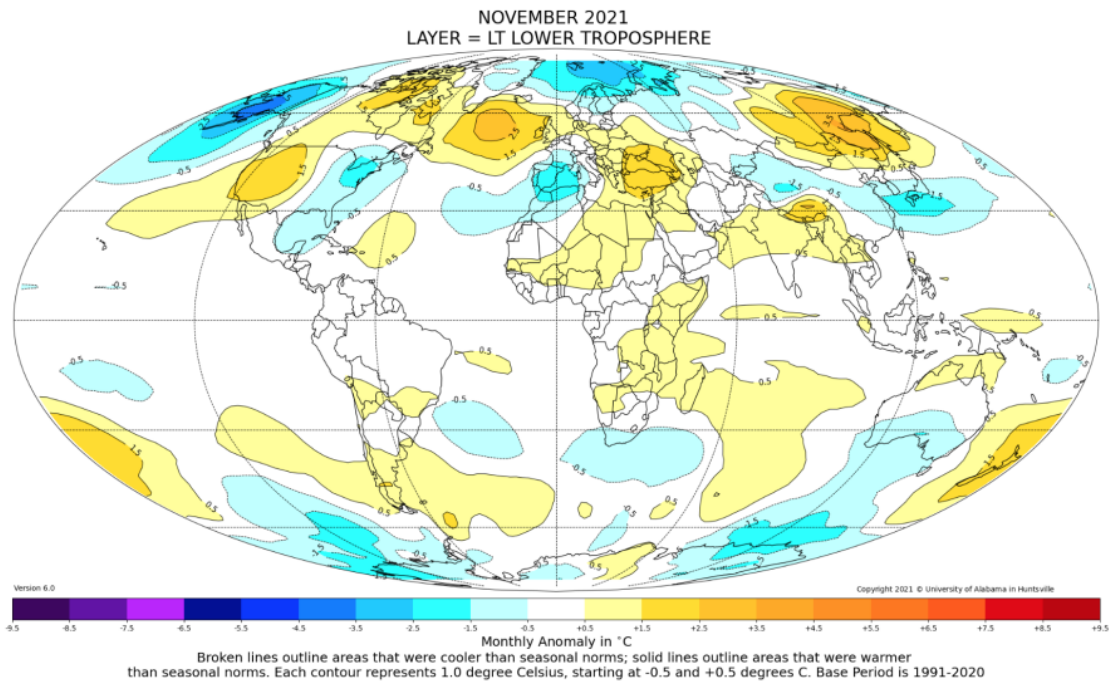 NOVEMBER 2021
LAYER = LT LOWER TROPOSPHERE
Version 6.0
Copyright 2021 © University of Alabama in Huntsville
-9.5 -8.5 -7.5 -6.5 -5.5 -4.5 -3.5 -2.5 -1.5 -0.5 +0.5 +1.5 +2.5 +3.5 +4.5 +5.5 +6.5 +7.5 +8.5 +9.5
Monthly Anomaly in ˚C
Broken lines outline areas that were cooler than seasonal norms; solid lines outline areas that were warmer
than seasonal norms. Each contour represents 1.0 degree Celsius, starting at -0.5 and +0.5 degrees C. Base Period is 1991-2020